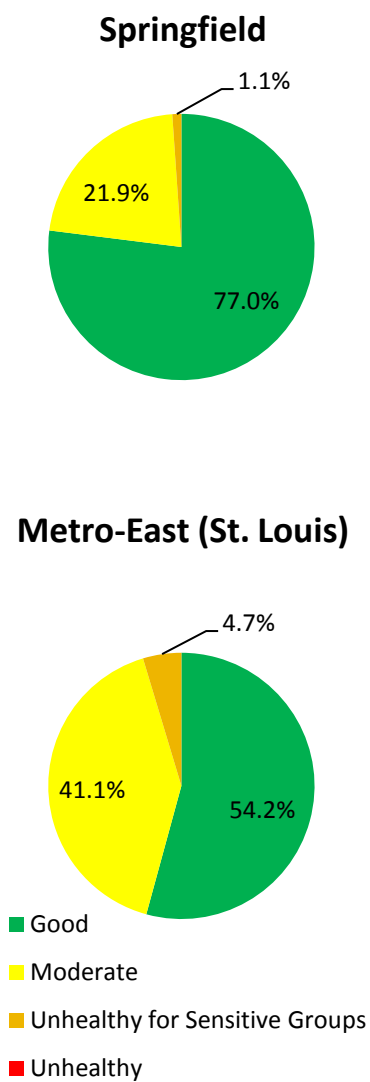 Springfield
1.1%
21.9%
77.0%
Metro-East (St. Louis)
4.7%
41.1%
54.2%
Good
Moderate
Unhealthy for Sensitive Groups
Unhealthy